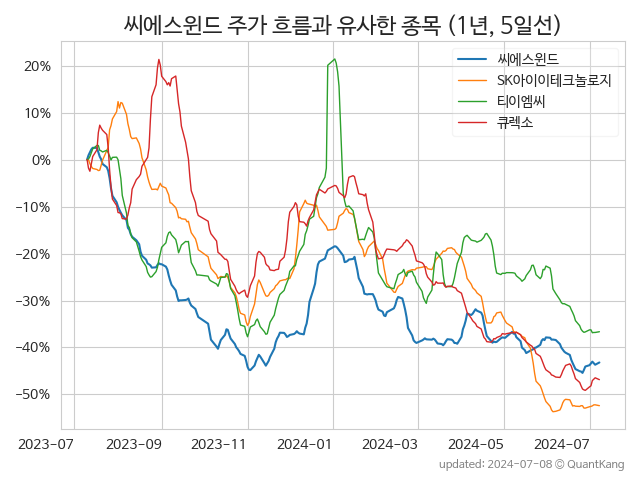 씨에스윈드 주가 흐름과 유사한 종목 (1년, 5일선)
씨에스윈드
SK아이이테크놀로지
티이엠씨
큐렉소
20%
10%
0%
−10%
−20%
−30%
−40%
−50%
2023-07
2023-09
2023-11
2024-01
2024-03
2024-05
2024-07
updated: 2024-07-08 © QuantKang